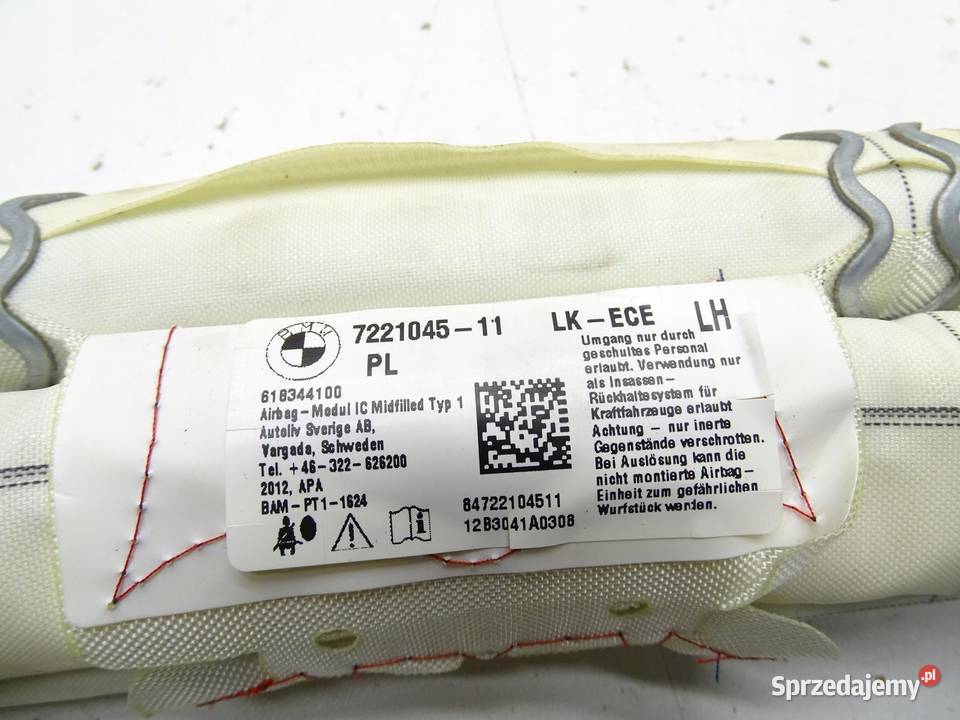 BMW
7221045-11
LK-ECE
LH
PL
618344100
Airbag-Modul IC Midfilled Typ 1
Autoliv Sverige AB,
Vargada, Schweden
Tel. +46-322-626200
2012, APA
BAM-PT1-1624
84722104511
12B3041A0308
Umgang nur durch
geschultes Personal
erlaubt. Verwendung nur
als Insassen-
Rückhaltesystem für
Kraftfahrzeuge erlaubt
Achtung - nur inerte
Gegenstände verschrotten.
Bei Auslösung kann die
nicht montierte Airbag-
Einheit zum gefährlichen
Wurfstück werden.
Sprzedajemy.pl